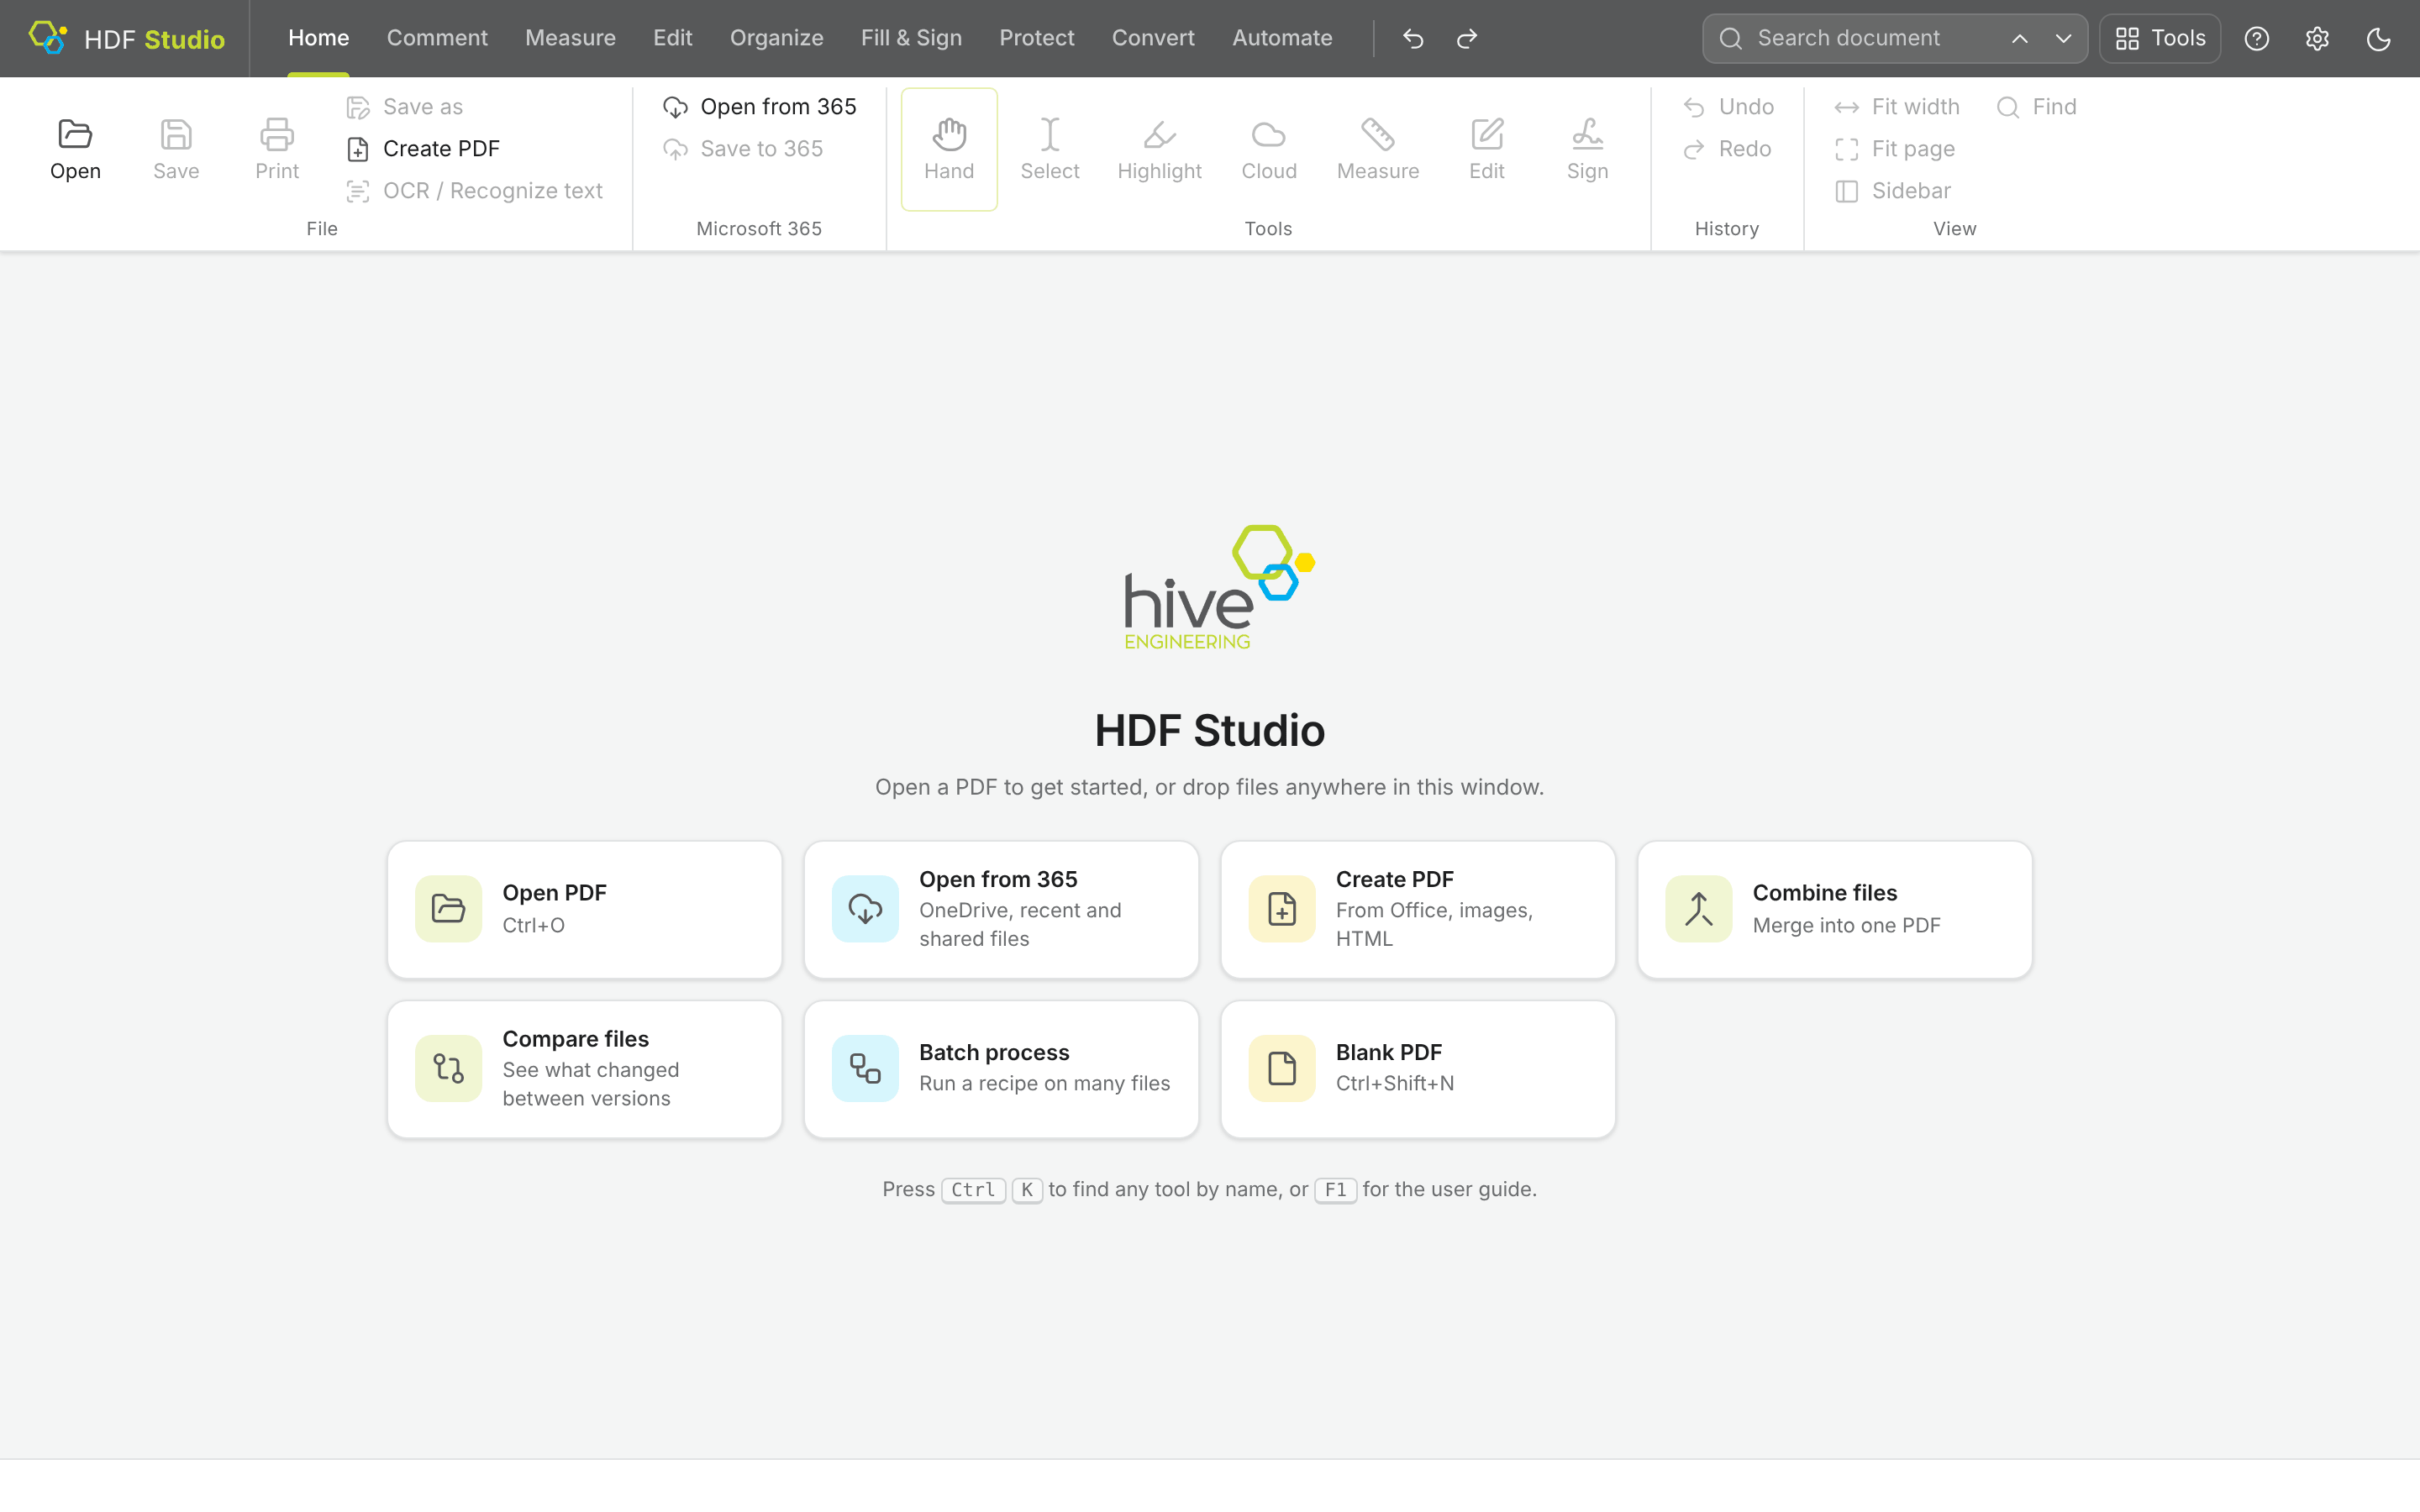 HDF Studio
Home Comment Measure Edit Organize Fill & Sign Protect Convert Automate
Search document
Tools
Open
Save
Print
Save as
Create PDF
OCR / Recognize text
File
Open from 365
Save to 365
Microsoft 365
Hand
Select
Highlight
Cloud
Measure
Edit
Sign
Tools
Undo
Redo
History
Fit width
Fit page
Sidebar
Find
View
hive
ENGINEERING
HDF Studio
Open a PDF to get started, or drop files anywhere in this window.
Open PDF
Ctrl+O
Open from 365
OneDrive, recent and
shared files
Create PDF
From Office, images,
HTML
Combine files
Merge into one PDF
Compare files
See what changed
between versions
Batch process
Run a recipe on many files
Blank PDF
Ctrl+Shift+N
Press Ctrl K to find any tool by name, or F1 for the user guide.